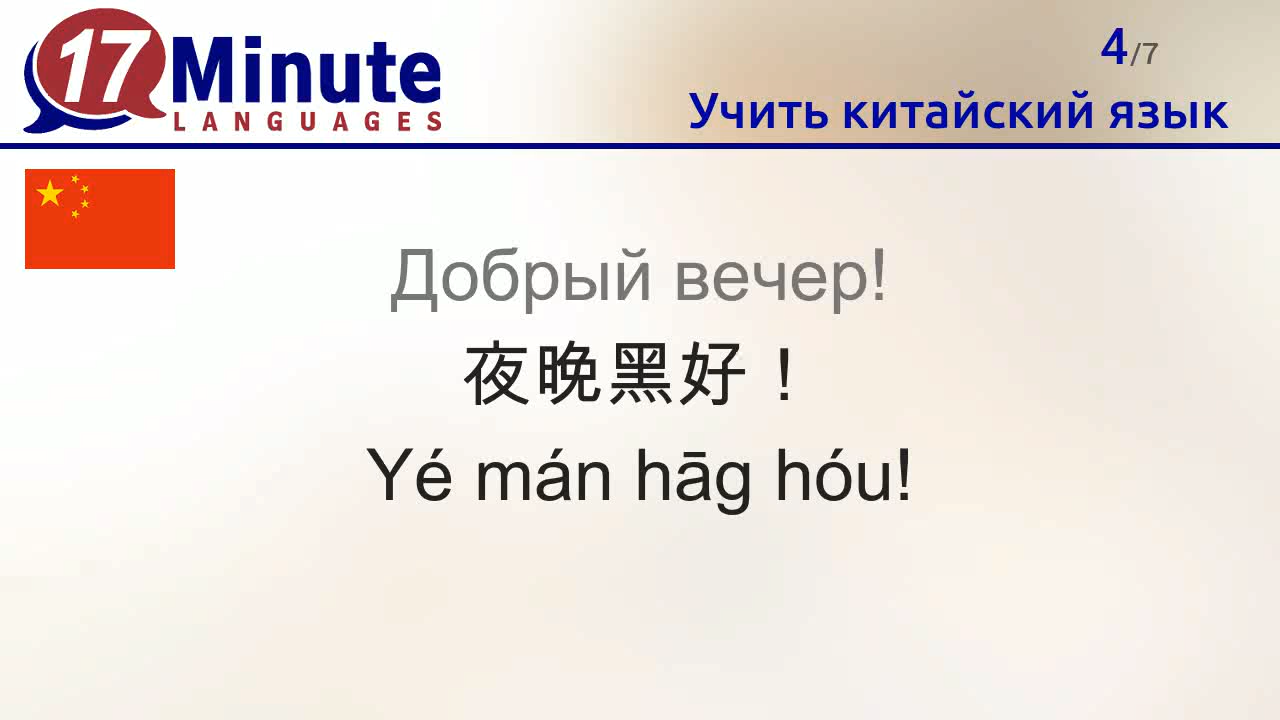 17 Minute
LANGUAGES
4/7
Учить китайский язык
Добрый вечер!
夜晚黑好！
Yé mán hāg hóu!